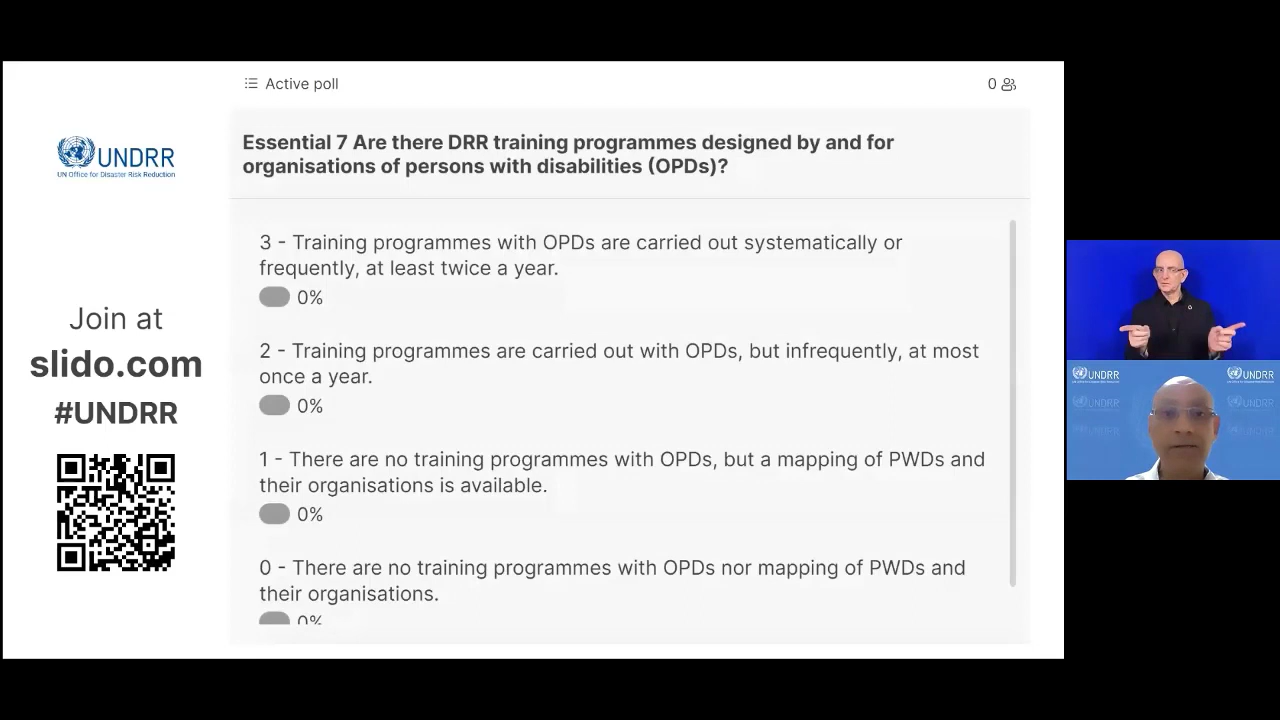 Active poll
0
UNDRR
UN Office for Disaster Risk Reduction
Essential 7 Are there DRR training programmes designed by and for
organisations of persons with disabilities (OPDs)?
3 - Training programmes with OPDs are carried out systematically or
frequently, at least twice a year.
0%
2 - Training programmes are carried out with OPDs, but infrequently, at most
once a year.
0%
1 - There are no training programmes with OPDs, but a mapping of PWDs and
their organisations is available.
0%
0 - There are no training programmes with OPDs nor mapping of PWDs and
their organisations.
0%
Join at
slido.com
#UNDRR
UNDRR
UNDRR
UNDRR
UNDRR